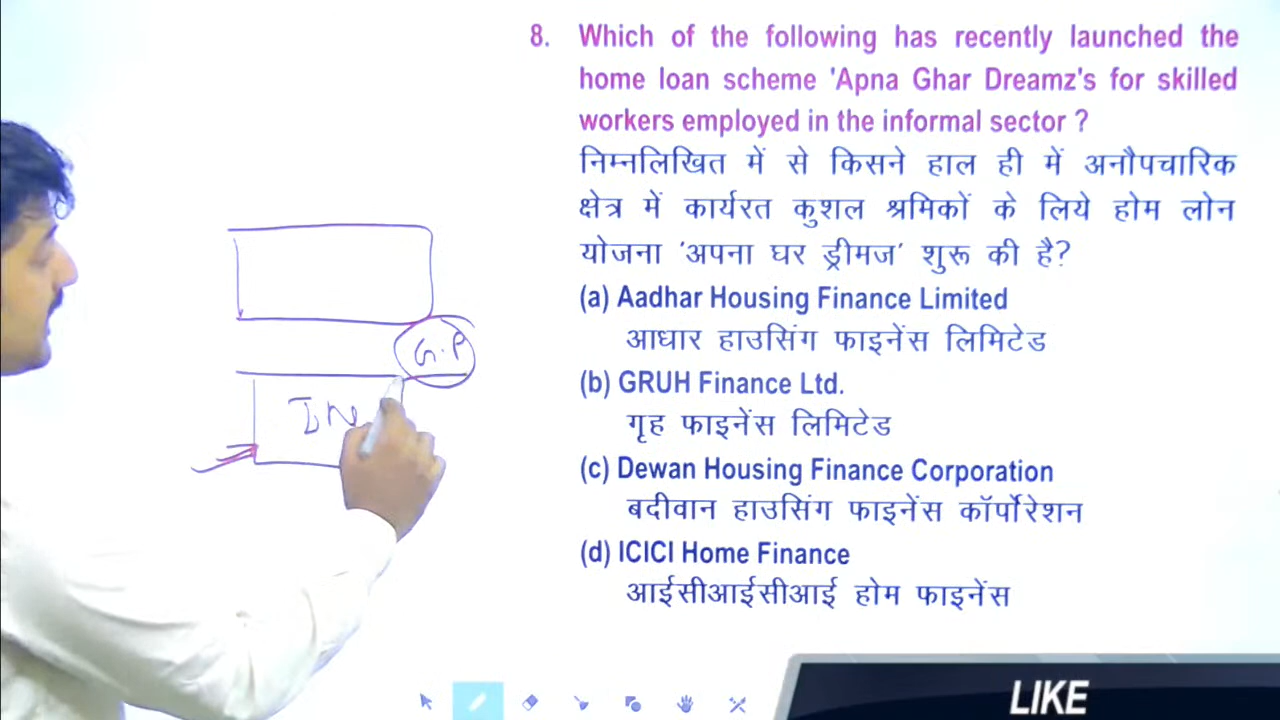 8. Which of the following has recently launched the
home loan scheme 'Apna Ghar Dreamz's for skilled
workers employed in the informal sector ?
निम्नलिखित में से किसने हाल ही में अनौपचारिक
क्षेत्र में कार्यरत कुशल श्रमिकों के लिये होम लोन
योजना 'अपना घर ड्रीमज' शुरू की है?
(a) Aadhar Housing Finance Limited
आधार हाउसिंग फाइनेंस लिमिटेड
(b) GRUH Finance Ltd.
गृह फाइनेंस लिमिटेड
(c) Dewan Housing Finance Corporation
बदीवान हाउसिंग फाइनेंस कॉर्पोरेशन
(d) ICICI Home Finance
आईसीआईसीआई होम फाइनेंस
G.P
LIKE